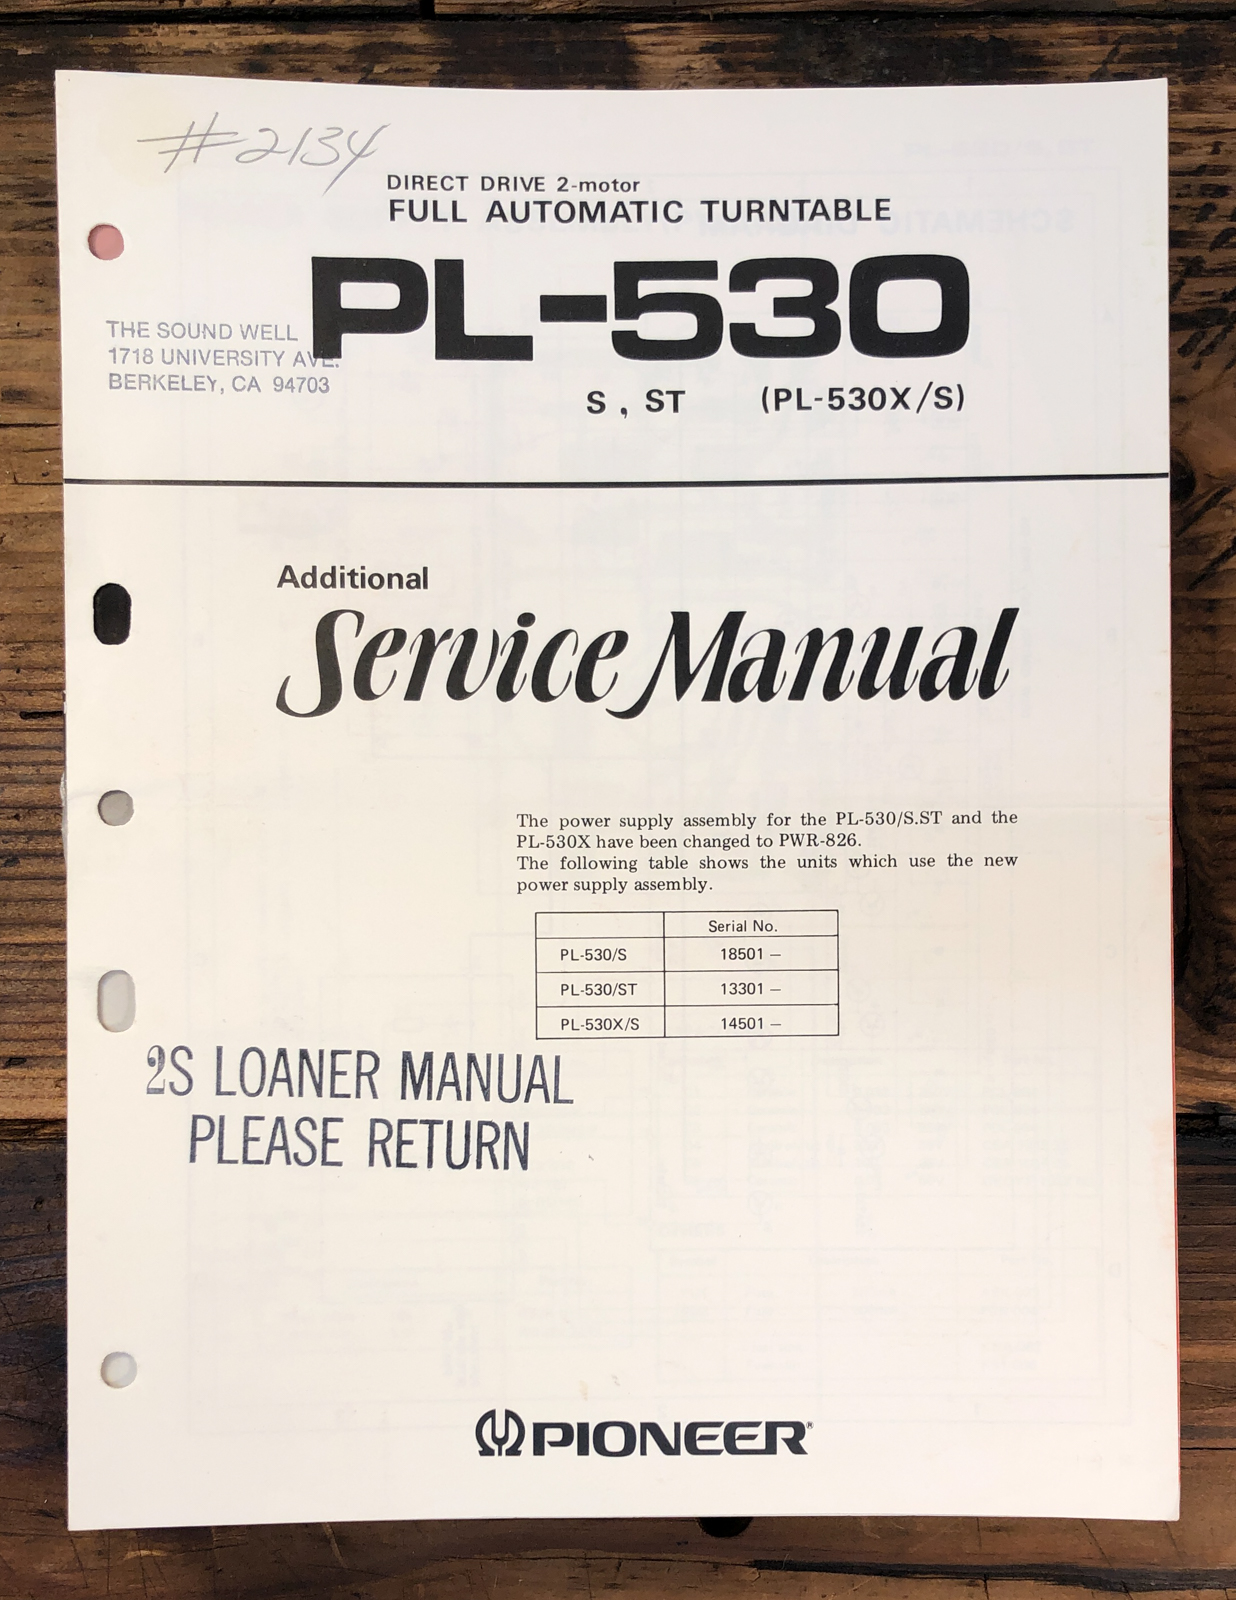 #2134
DIRECT DRIVE 2-motor
FULL AUTOMATIC TURNTABLE
PL-530
THE SOUND WELL
1718 UNIVERSITY AVE.
BERKELEY, CA 94703
S , ST (PL-530X/S)
Additional
Service Manual
The power supply assembly for the PL-530/S.ST and the
PL-530X have been changed to PWR-826.
The following table shows the units which use the new
power supply assembly.
Serial No.
PL-530/S 18501 –
PL-530/ST 13301 –
PL-530X/S 14501 –
2S LOANER MANUAL
PLEASE RETURN
PIONEER®